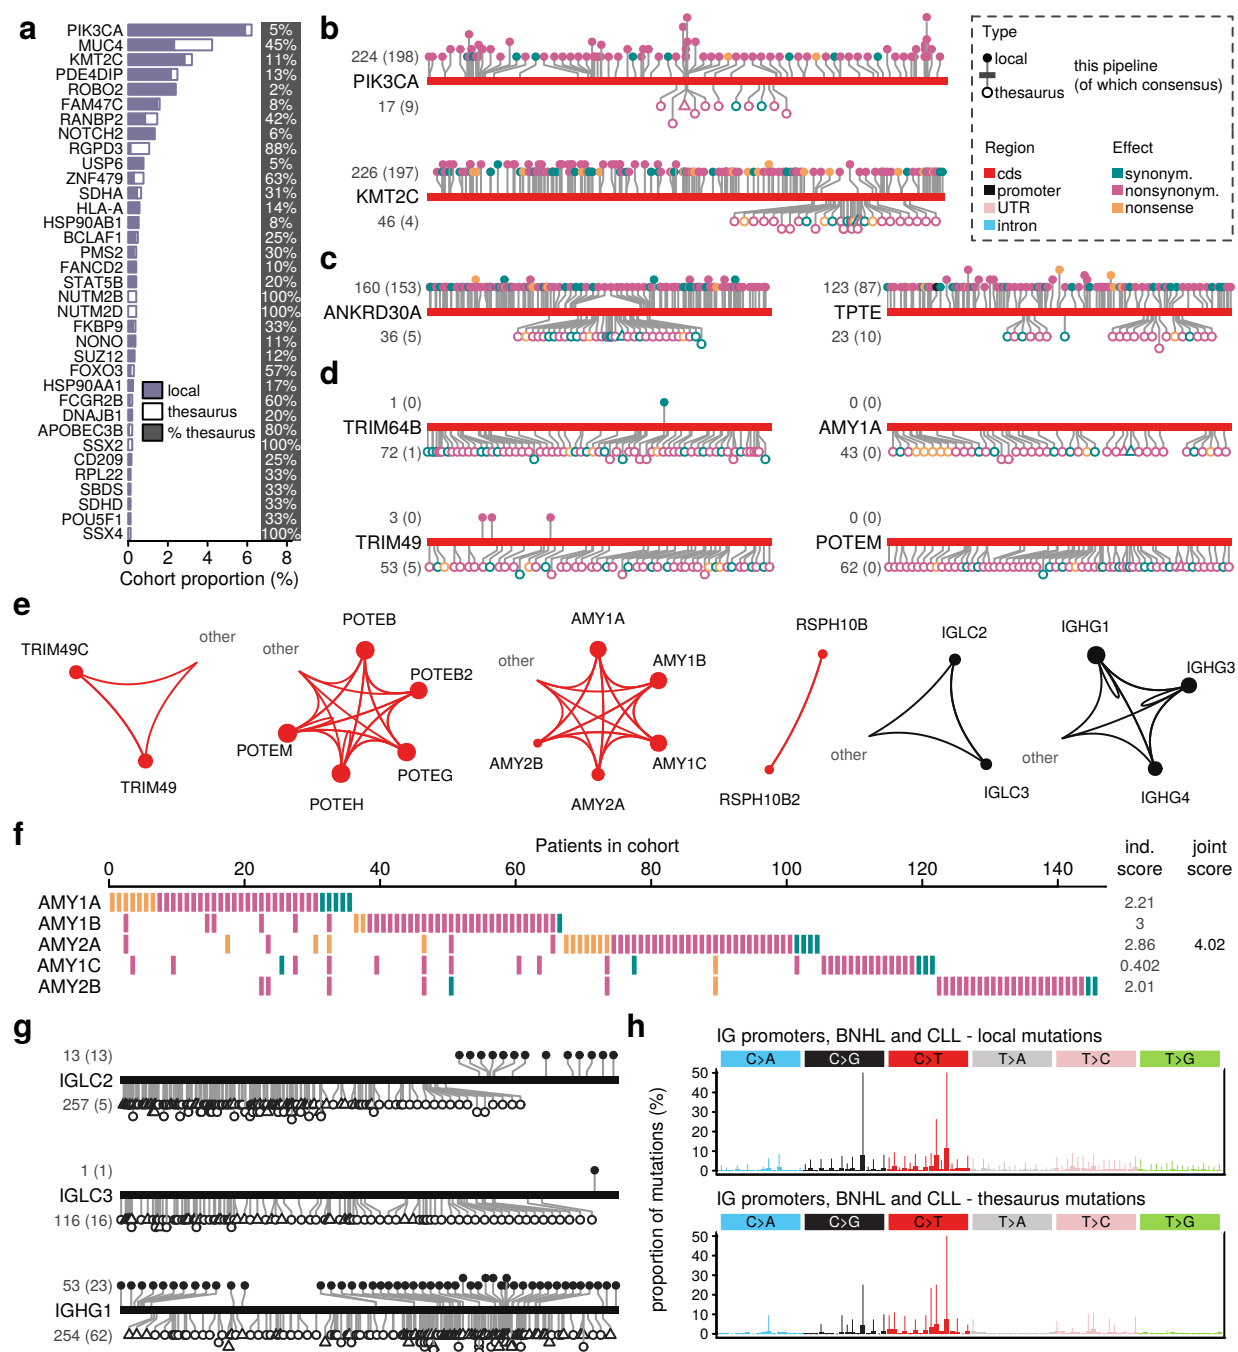 a
PIK3CA 5%
MUC4 45%
KMT2C 11%
PDE4DIP 13%
ROBO2 2%
FAM47C 8%
RANBP2 42%
NOTCH2 6%
RGPD3 88%
USP6 5%
ZNF479 63%
SDHA 31%
HLA-A 14%
HSP90AB1 8%
BCLAF1 25%
PMS2 30%
FANCD2 10%
STAT5B 20%
NUTM2B 100%
NUTM2D 100%
FKBP9 33%
NONO 11%
SUZ12 12%
FOXO3 57%
HSP90AA1 17%
FCGR2B 60%
DNAJB1 20%
APOBEC3B 80%
SSX2 100%
CD209 25%
RPL22 33%
SBDS 33%
SDHD 33%
POU5F1 33%
SSX4 100%
local
thesaurus
% thesaurus
0 2 4 6 8
Cohort proportion (%)
b
224 (198)
PIK3CA
17 (9)
226 (197)
KMT2C
46 (4)
Type
local
thesaurus
this pipeline
(of which consensus)
Region
cds
promoter
UTR
intron
Effect
synonym.
nonsynonym.
nonsense
c
160 (153)
ANKRD30A
36 (5)
123 (87)
TPTE
23 (10)
d
1 (0)
TRIM64B
72 (1)
0 (0)
AMY1A
43 (0)
3 (0)
TRIM49
53 (5)
0 (0)
POTEM
62 (0)
e
TRIM49C
other
TRIM49
POTEB
other
POTEB2
POTEM
POTEG
POTEH
AMY1A
other
AMY1B
AMY2B
AMY1C
AMY2A
RSPH10B
RSPH10B2
IGLC2
other
IGLC3
IGHG1
IGHG3
other
IGHG4
f
Patients in cohort
ind. score
joint score
0 20 40 60 80 100 120 140
AMY1A 2.21
AMY1B 3
AMY2A 2.86 4.02
AMY1C 0.402
AMY2B 2.01
g
13 (13)
IGLC2
257 (5)
1 (1)
IGLC3
116 (16)
53 (23)
IGHG1
254 (62)
h
IG promoters, BNHL and CLL - local mutations
C>A C>G C>T T>A T>C T>G
50
40
30
20
10
0
proportion of mutations (%)
IG promoters, BNHL and CLL - thesaurus mutations
C>A C>G C>T T>A T>C T>G
50
40
30
20
10
0